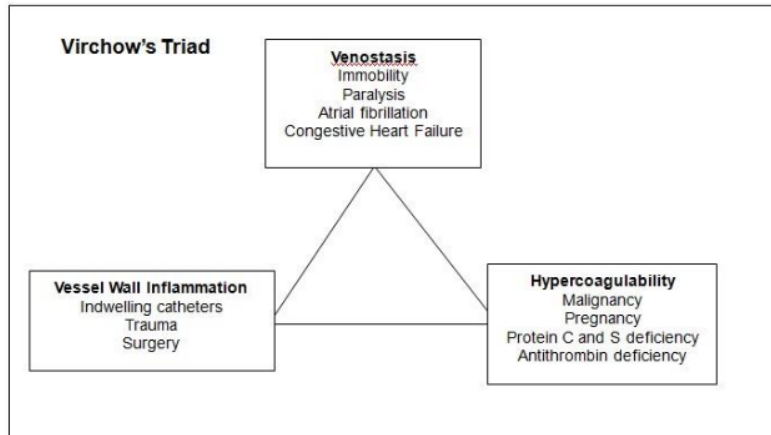 Virchow's Triad
Venostasis
Immobility
Paralysis
Atrial fibrillation
Congestive Heart Failure
Vessel Wall Inflammation
Indwelling catheters
Trauma
Surgery
Hypercoagulability
Malignancy
Pregnancy
Protein C and S deficiency
Antithrombin deficiency